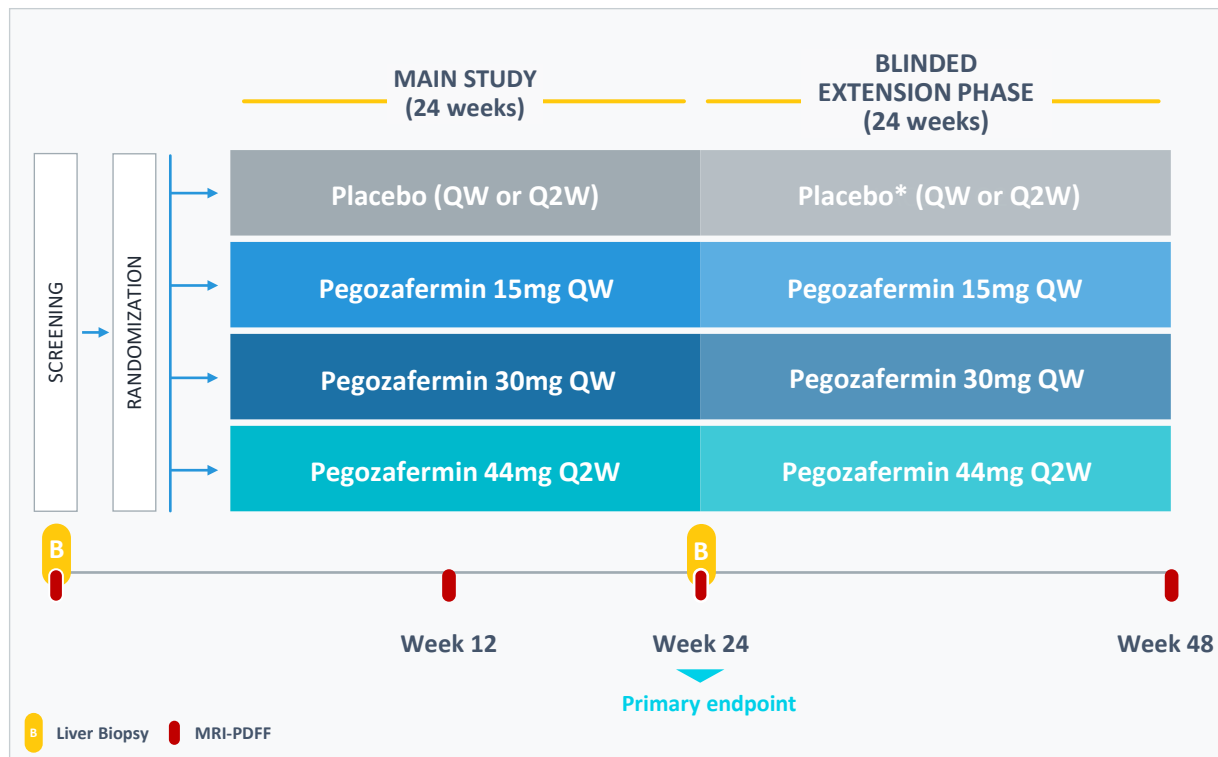 MAIN STUDY
(24 weeks)
BLINDED
EXTENSION PHASE
(24 weeks)
SCREENING
RANDOMIZATION
Placebo (QW or Q2W)
Placebo* (QW or Q2W)
Pegozafermin 15mg QW
Pegozafermin 15mg QW
Pegozafermin 30mg QW
Pegozafermin 30mg QW
Pegozafermin 44mg Q2W
Pegozafermin 44mg Q2W
B
B
Week 12
Week 24
Week 48
Primary endpoint
B
Liver Biopsy
MRI-PDFF